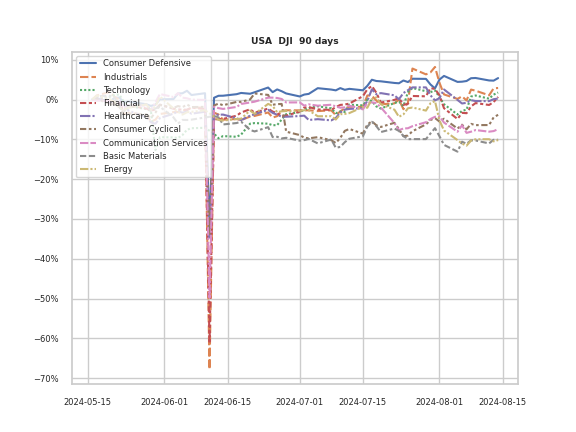 USA DJI 90 days
10%
0%
−10%
−20%
−30%
−40%
−50%
−60%
−70%
Consumer Defensive
Industrials
Technology
Financial
Healthcare
Consumer Cyclical
Communication Services
Basic Materials
Energy
2024-05-15
2024-06-01
2024-06-15
2024-07-01
2024-07-15
2024-08-01
2024-08-15